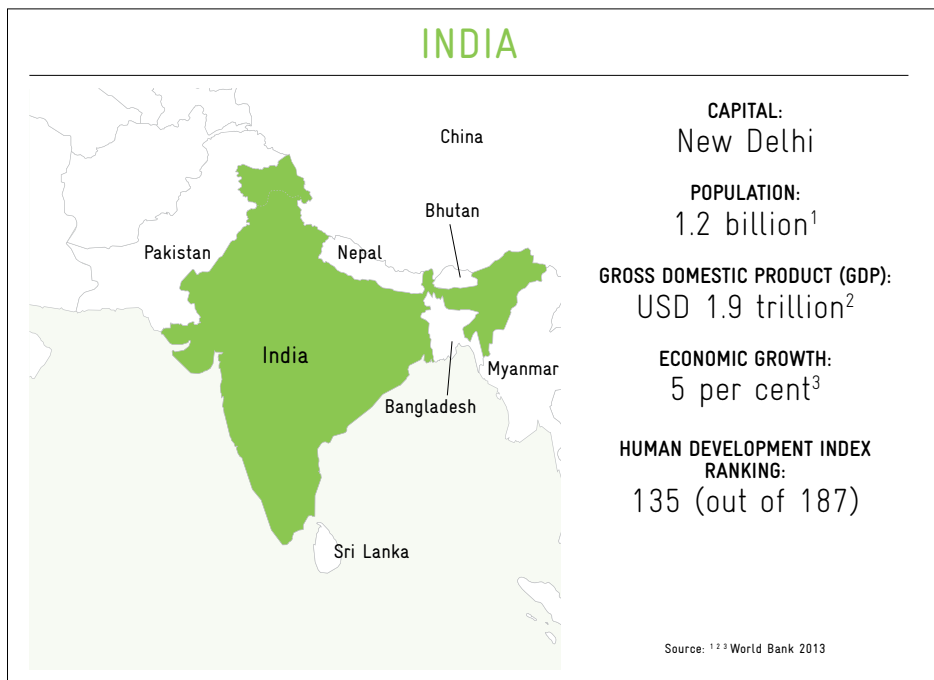 INDIA
China
Bhutan
Pakistan
Nepal
India
Myanmar
Bangladesh
Sri Lanka
CAPITAL:
New Delhi
POPULATION:
1.2 billion¹
GROSS DOMESTIC PRODUCT (GDP):
USD 1.9 trillion²
ECONOMIC GROWTH:
5 per cent³
HUMAN DEVELOPMENT INDEX
RANKING:
135 (out of 187)
Source: ¹ ² ³ World Bank 2013